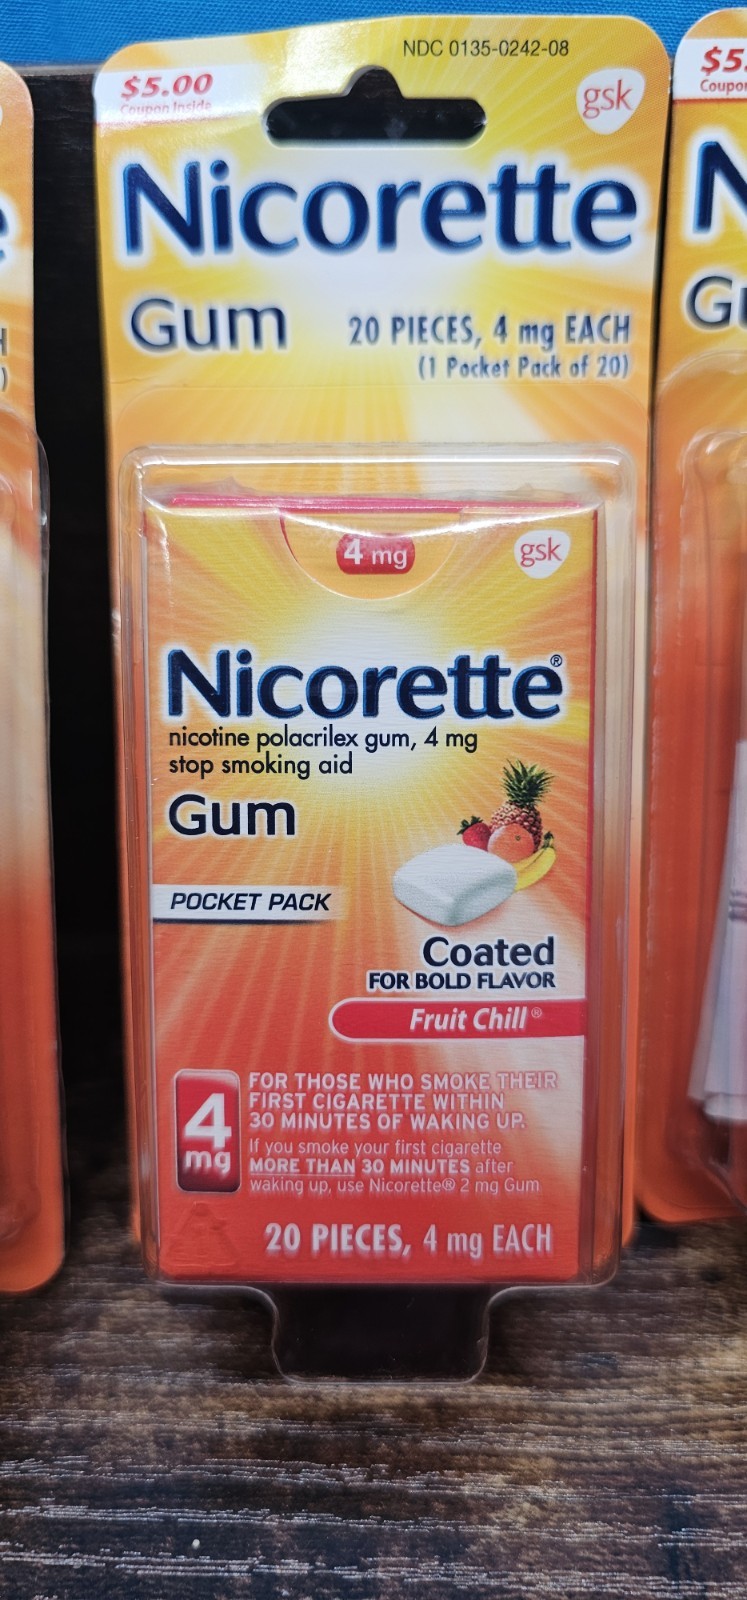 NDC 0135-0242-08
$5.00
Coupon Inside
gsk
Nicorette
Gum
20 PIECES, 4 mg EACH
(1 Pocket Pack of 20)
4 mg
gsk
Nicorette®
nicotine polacrilex gum, 4 mg
stop smoking aid
Gum
POCKET PACK
Coated
FOR BOLD FLAVOR
Fruit Chill®
4
mg
FOR THOSE WHO SMOKE THEIR
FIRST CIGARETTE WITHIN
30 MINUTES OF WAKING UP.
If you smoke your first cigarette
MORE THAN 30 MINUTES after
waking up, use Nicorette® 2 mg Gum
20 PIECES, 4 mg EACH